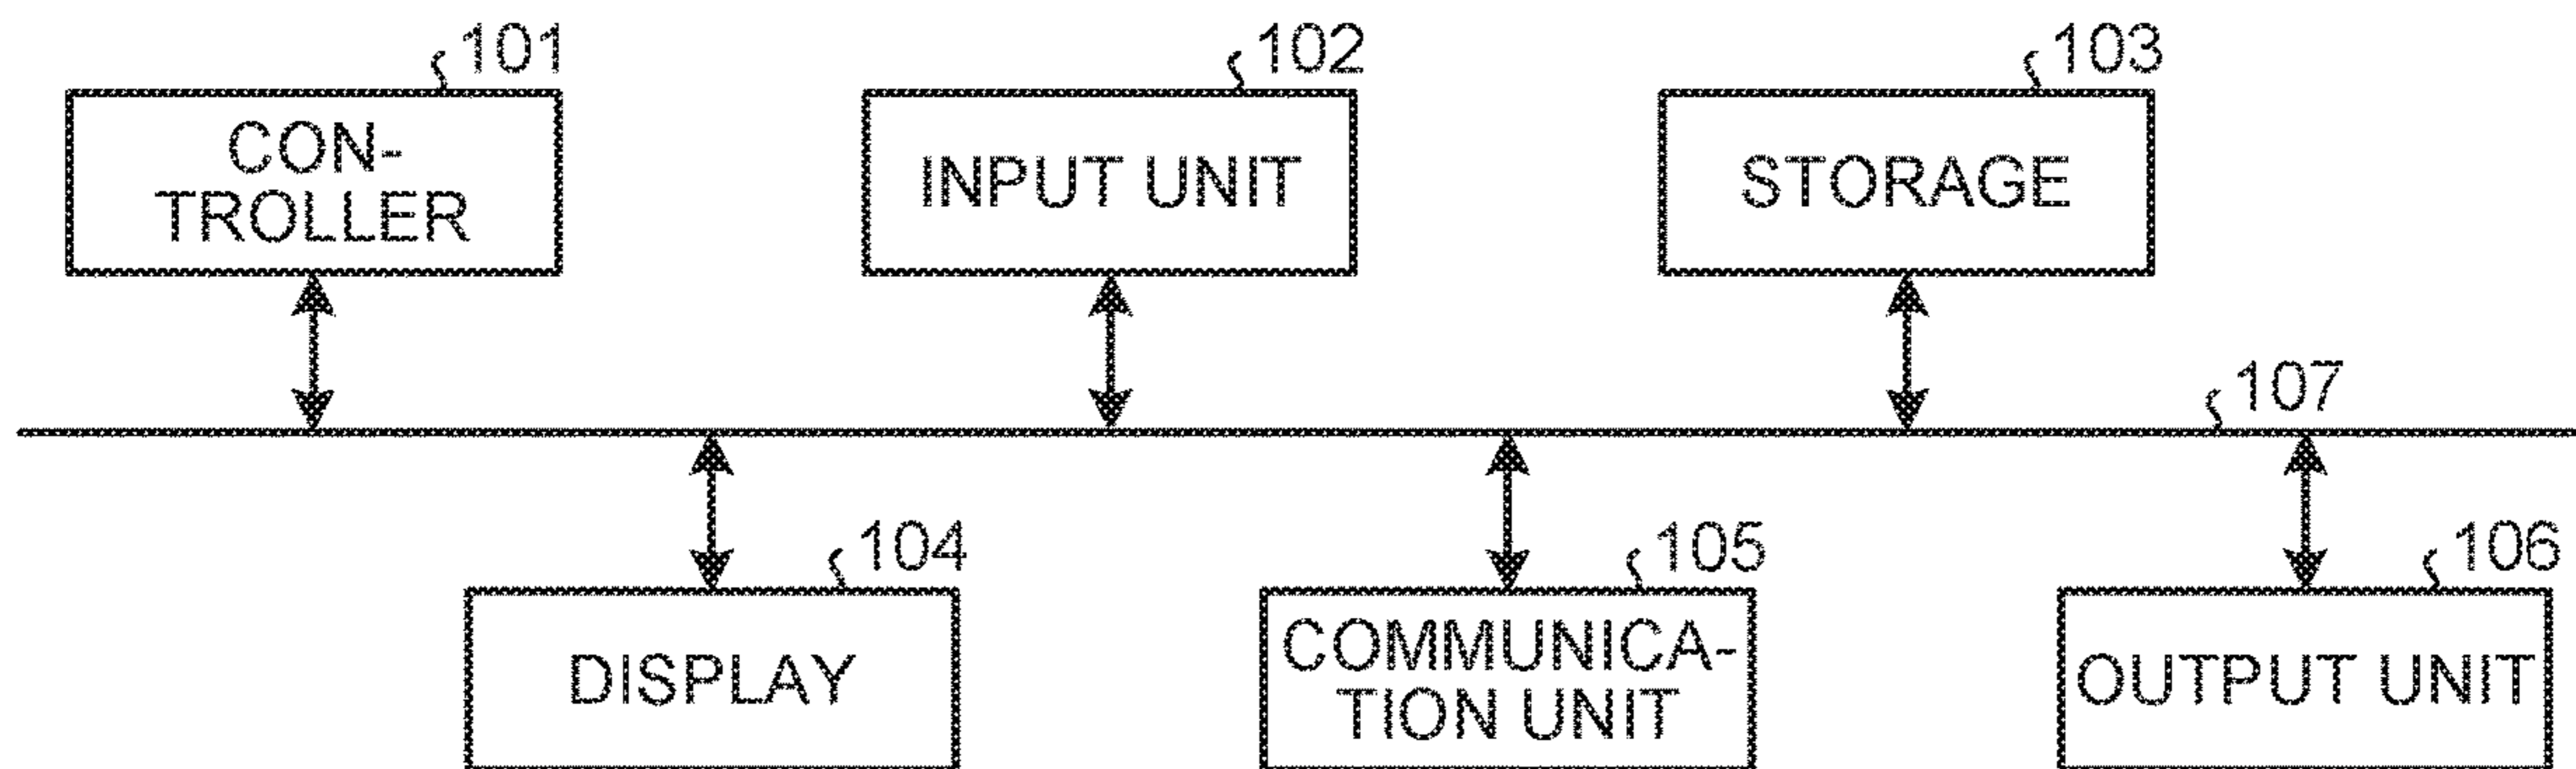 101
CON-
TROLLER
102
INPUT UNIT
103
STORAGE
107
104
DISPLAY
105
COMMUNICA-
TION UNIT
106
OUTPUT UNIT